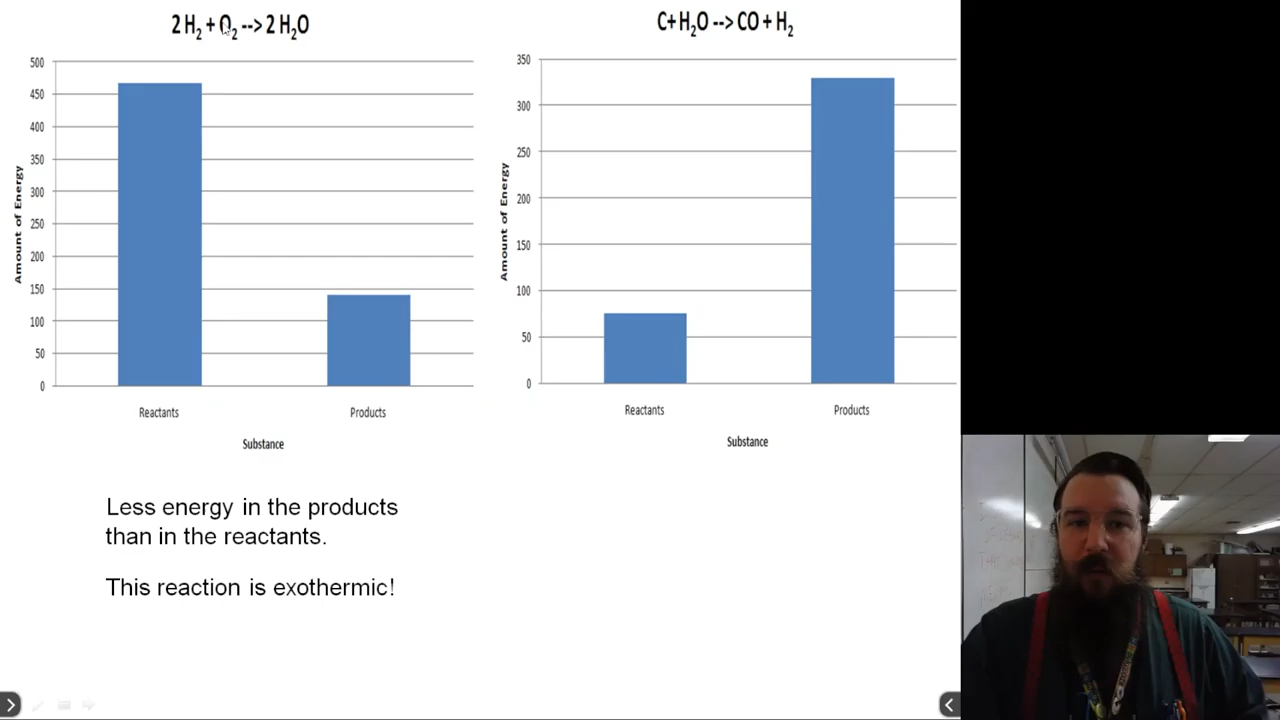 2 H₂ + O₂ --> 2 H₂O
500
450
400
350
300
250
200
150
100
50
0
Amount of Energy
Reactants
Products
Substance
C+ H₂O --> CO + H₂
350
300
250
200
150
100
50
0
Amount of Energy
Reactants
Products
Substance
Less energy in the products
than in the reactants.
This reaction is exothermic!